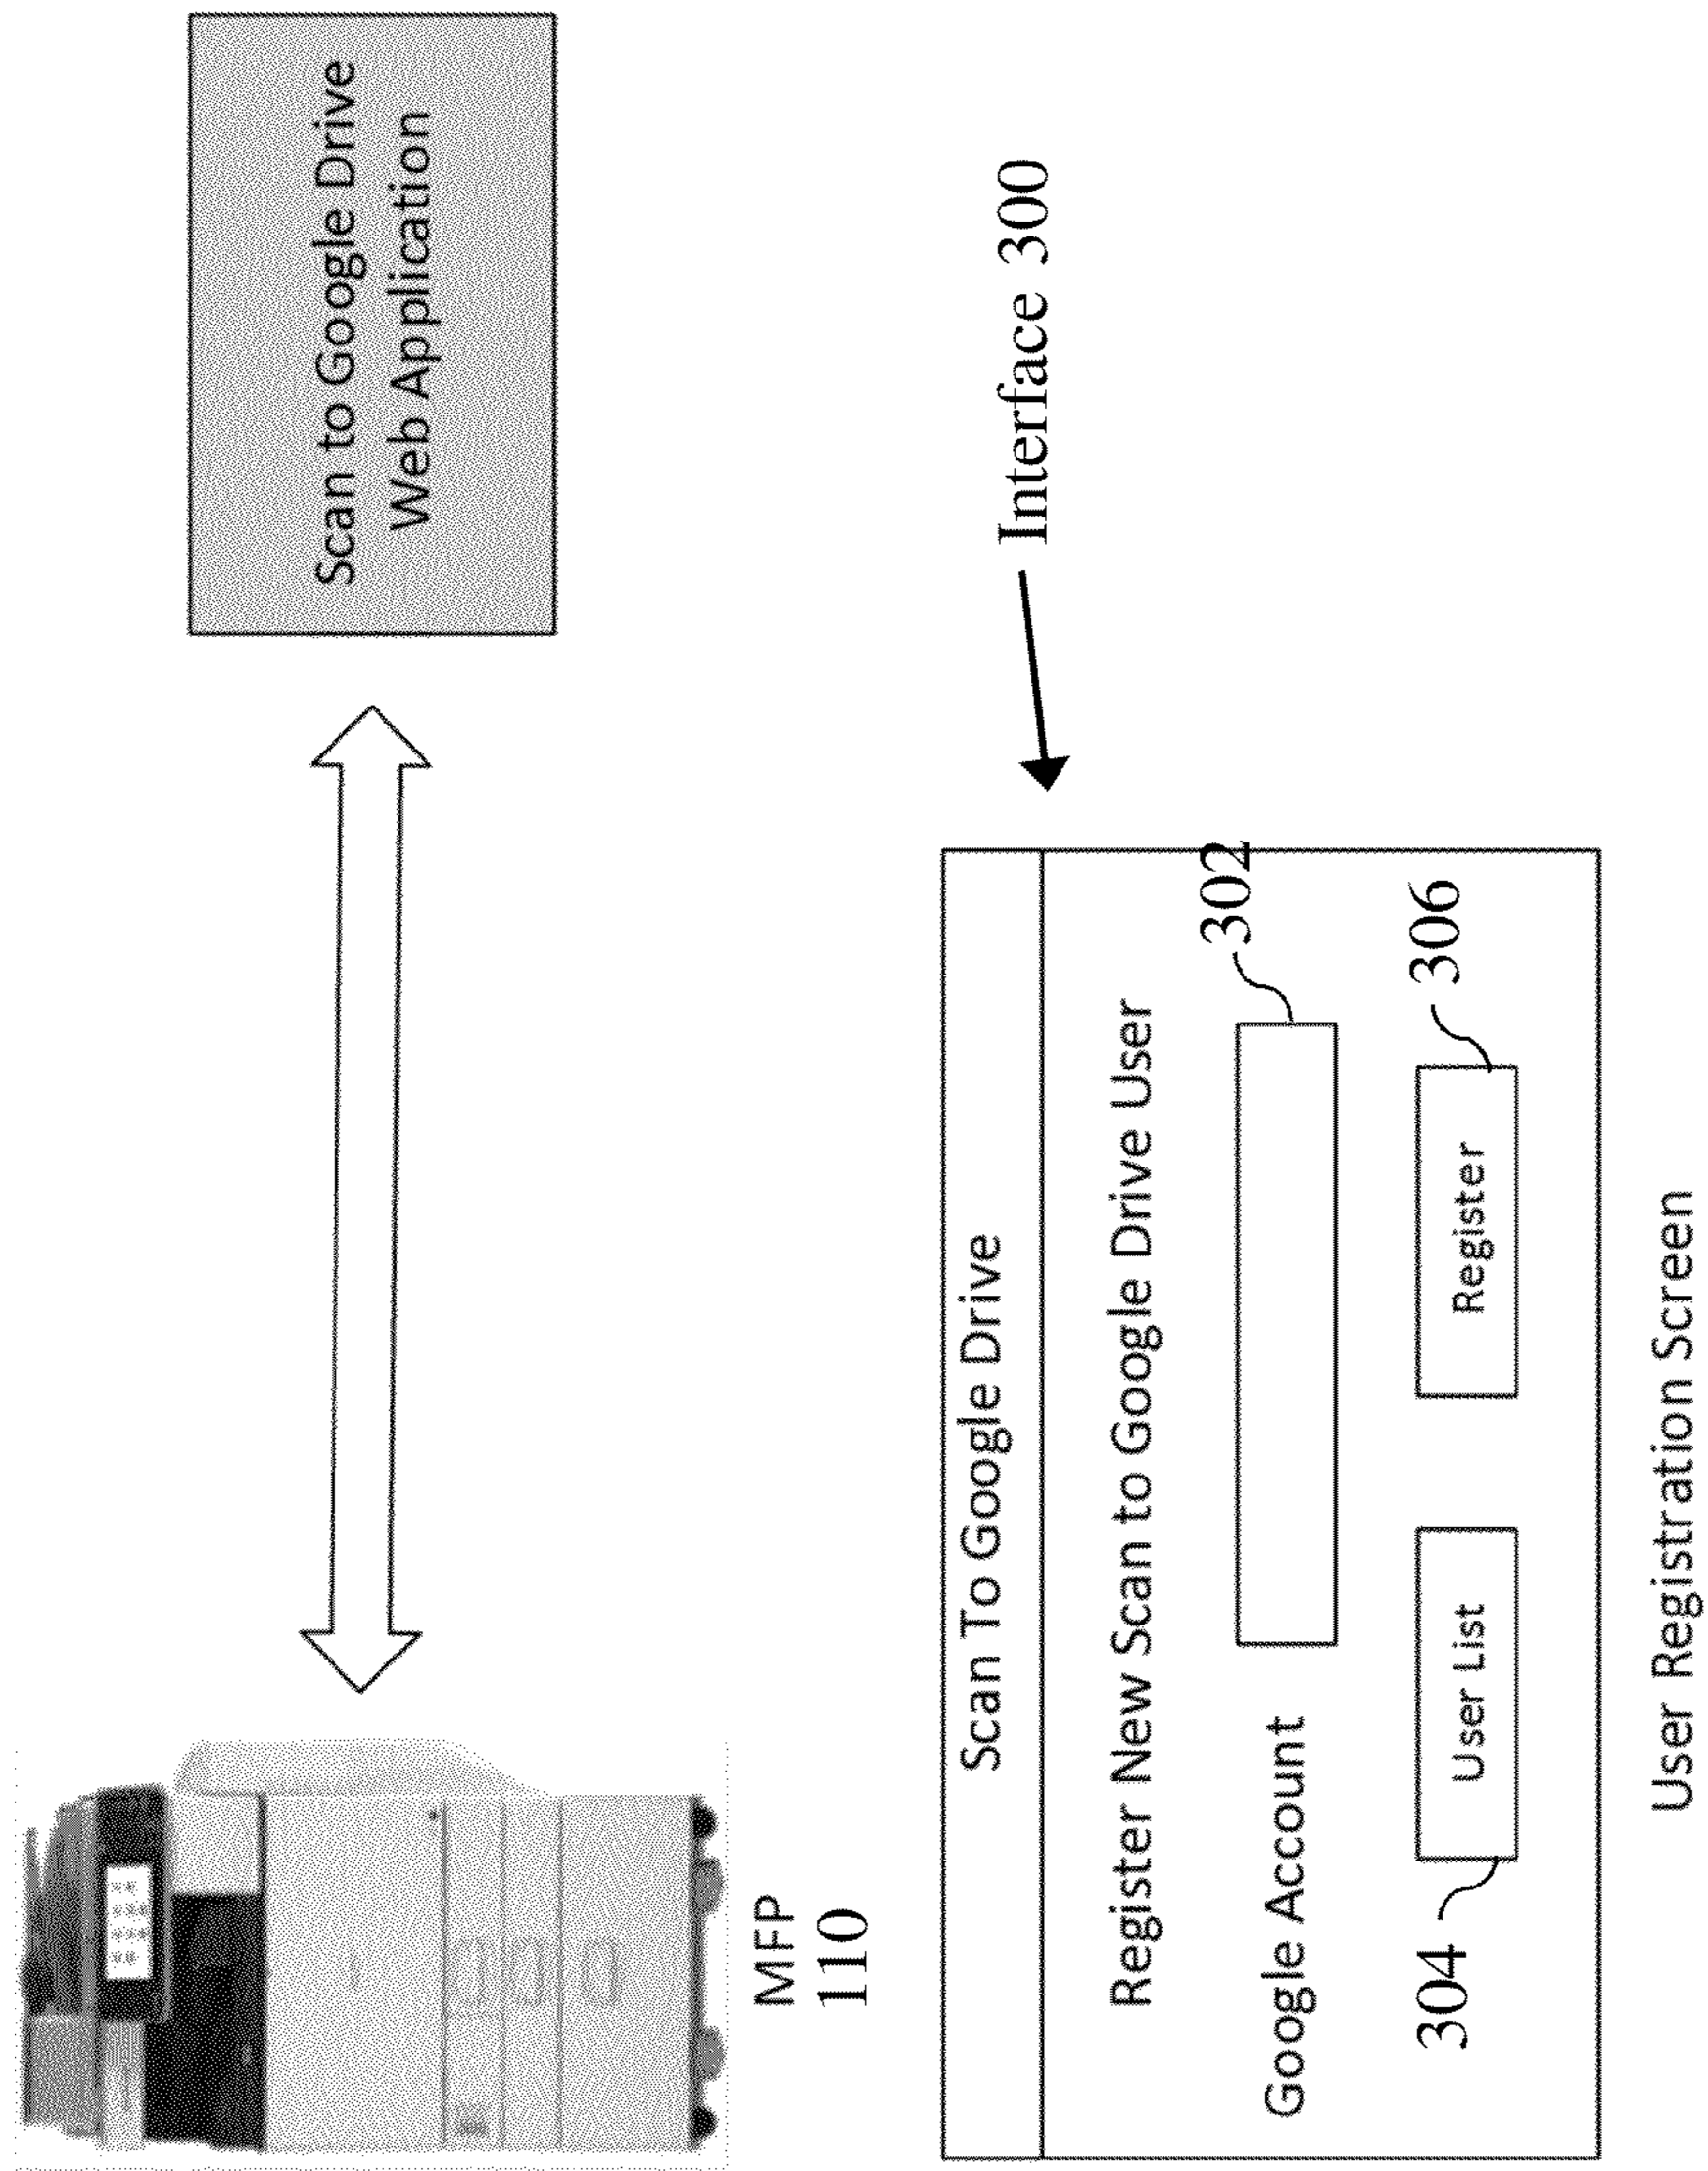 Scan to Google Drive
Web Application
MFP
110
Interface 300
Scan To Google Drive
Register New Scan to Google Drive User
302
Google Account
304
User List
Register
306
User Registration Screen